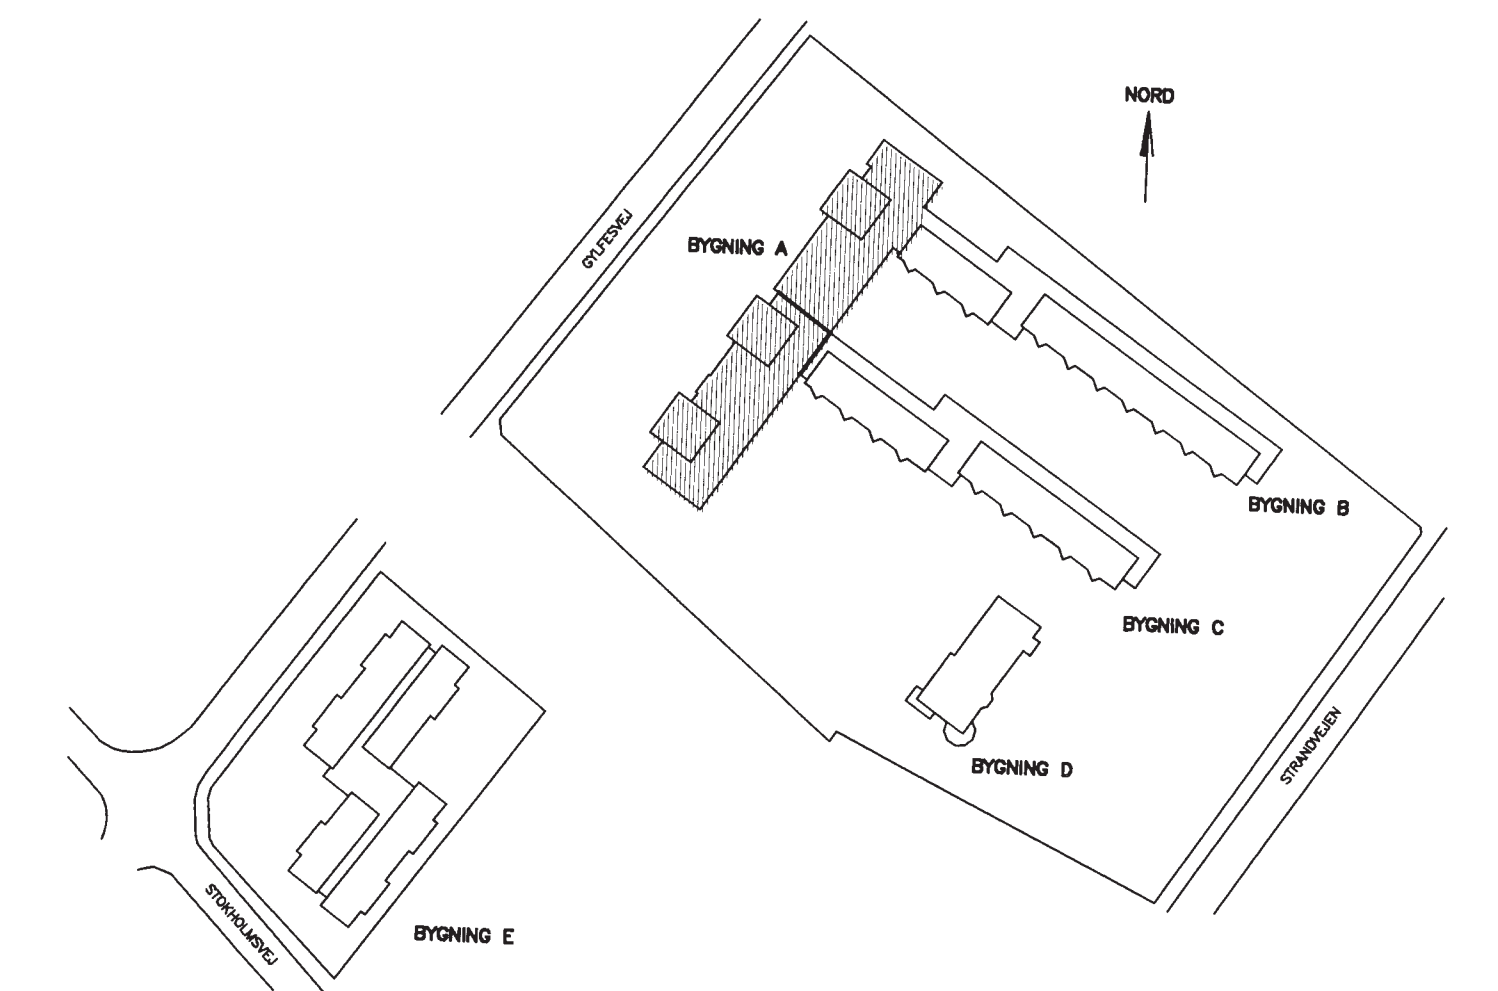 NORD
GYLFESVEJ
BYGNING A
BYGNING B
BYGNING C
STRANDVEJEN
BYGNING D
STOKHOLMSVEJ
BYGNING E